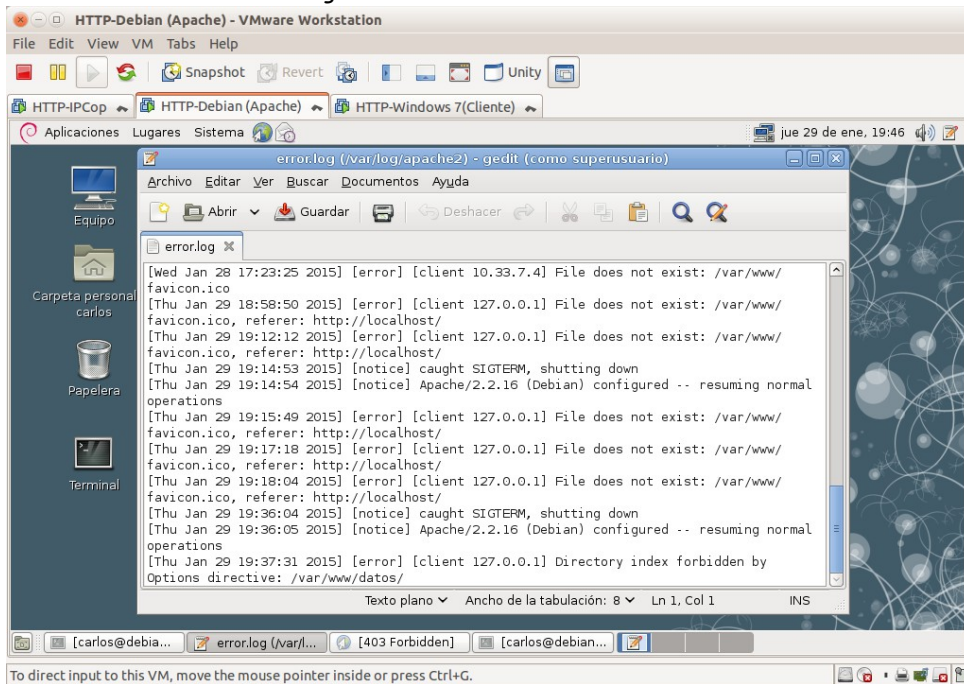 HTTP-Debian (Apache) - VMware Workstation
File Edit View VM Tabs Help
Snapshot Revert Unity
HTTP-IPCop HTTP-Debian (Apache) HTTP-Windows 7(Cliente)
Aplicaciones Lugares Sistema jue 29 de ene, 19:46
error.log (/var/log/apache2) - gedit (como superusuario)
Archivo Editar Ver Buscar Documentos Ayuda
Abrir Guardar Deshacer
Equipo
error.log
[Wed Jan 28 17:23:25 2015] [error] [client 10.33.7.4] File does not exist: /var/www/
favicon.ico
[Thu Jan 29 18:58:50 2015] [error] [client 127.0.0.1] File does not exist: /var/www/
favicon.ico, referer: http://localhost/
[Thu Jan 29 19:12:12 2015] [error] [client 127.0.0.1] File does not exist: /var/www/
favicon.ico, referer: http://localhost/
[Thu Jan 29 19:14:53 2015] [notice] caught SIGTERM, shutting down
[Thu Jan 29 19:14:54 2015] [notice] Apache/2.2.16 (Debian) configured -- resuming normal
operations
[Thu Jan 29 19:15:49 2015] [error] [client 127.0.0.1] File does not exist: /var/www/
favicon.ico, referer: http://localhost/
[Thu Jan 29 19:17:18 2015] [error] [client 127.0.0.1] File does not exist: /var/www/
favicon.ico, referer: http://localhost/
[Thu Jan 29 19:18:04 2015] [error] [client 127.0.0.1] File does not exist: /var/www/
favicon.ico, referer: http://localhost/
[Thu Jan 29 19:36:04 2015] [notice] caught SIGTERM, shutting down
[Thu Jan 29 19:36:05 2015] [notice] Apache/2.2.16 (Debian) configured -- resuming normal
operations
[Thu Jan 29 19:37:31 2015] [error] [client 127.0.0.1] Directory index forbidden by
Options directive: /var/www/datos/
Carpeta personal
carlos
Papelera
Terminal
Texto plano Ancho de la tabulación: 8 Ln 1, Col 1 INS
[carlos@debia... error.log (/var/l... [403 Forbidden] [carlos@debian...
To direct input to this VM, move the mouse pointer inside or press Ctrl+G.